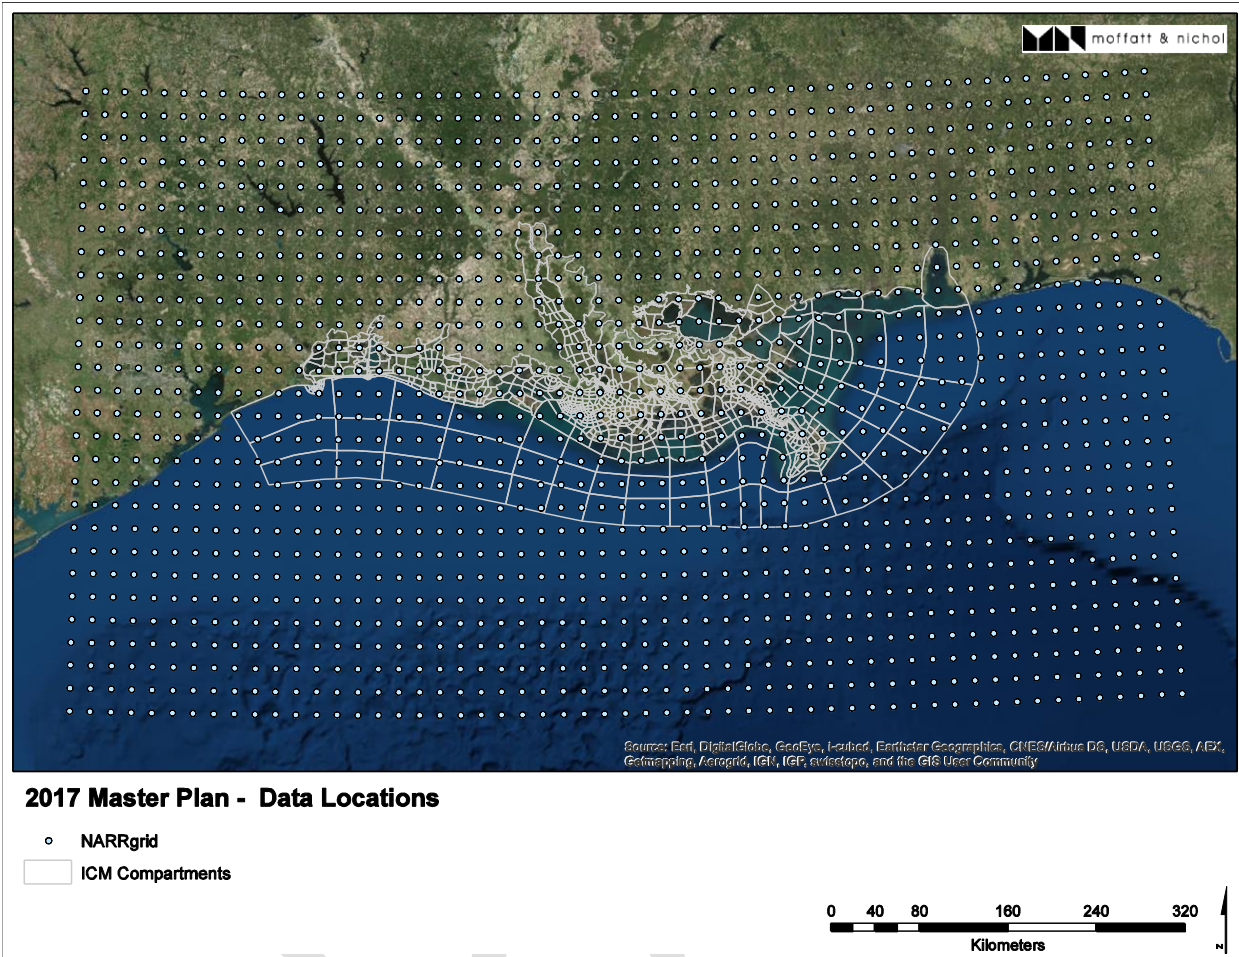 moffatt & nichol
Source: Esri, DigitalGlobe, GeoEye, i-cubed, Earthstar Geographics, CNES/Airbus DS, USDA, USGS, AEX,
Getmapping, Aerogrid, IGN, IGP, swisstopo, and the GIS User Community
2017 Master Plan - Data Locations
NARRgrid
ICM Compartments
0 40 80 160 240 320
Kilometers
N